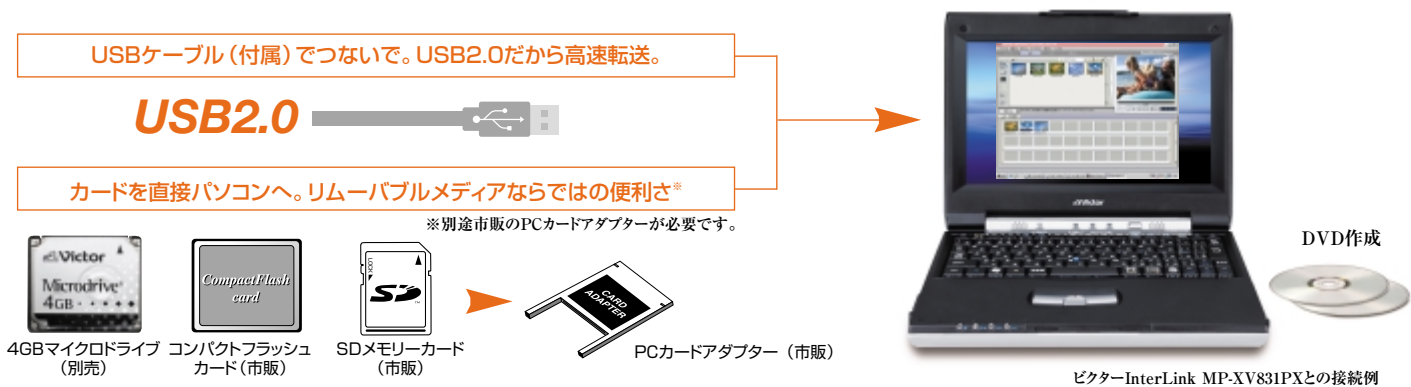 USBケーブル（付属）でつないで。USB2.0だから高速転送。
USB2.0
カードを直接パソコンへ。リムーバブルメディアならではの便利さ※
※別途市販のPCカードアダプターが必要です。
Victor
Microdrive
4GB
CompactFlash
card
LOCK
SD
CARD
ADAPTER
4GBマイクロドライブ
（別売）
コンパクトフラッシュ
カード（市販）
SDメモリーカード
（市販）
PCカードアダプター（市販）
Victor
DVD作成
ビクターInterLink MP-XV831PXとの接続例